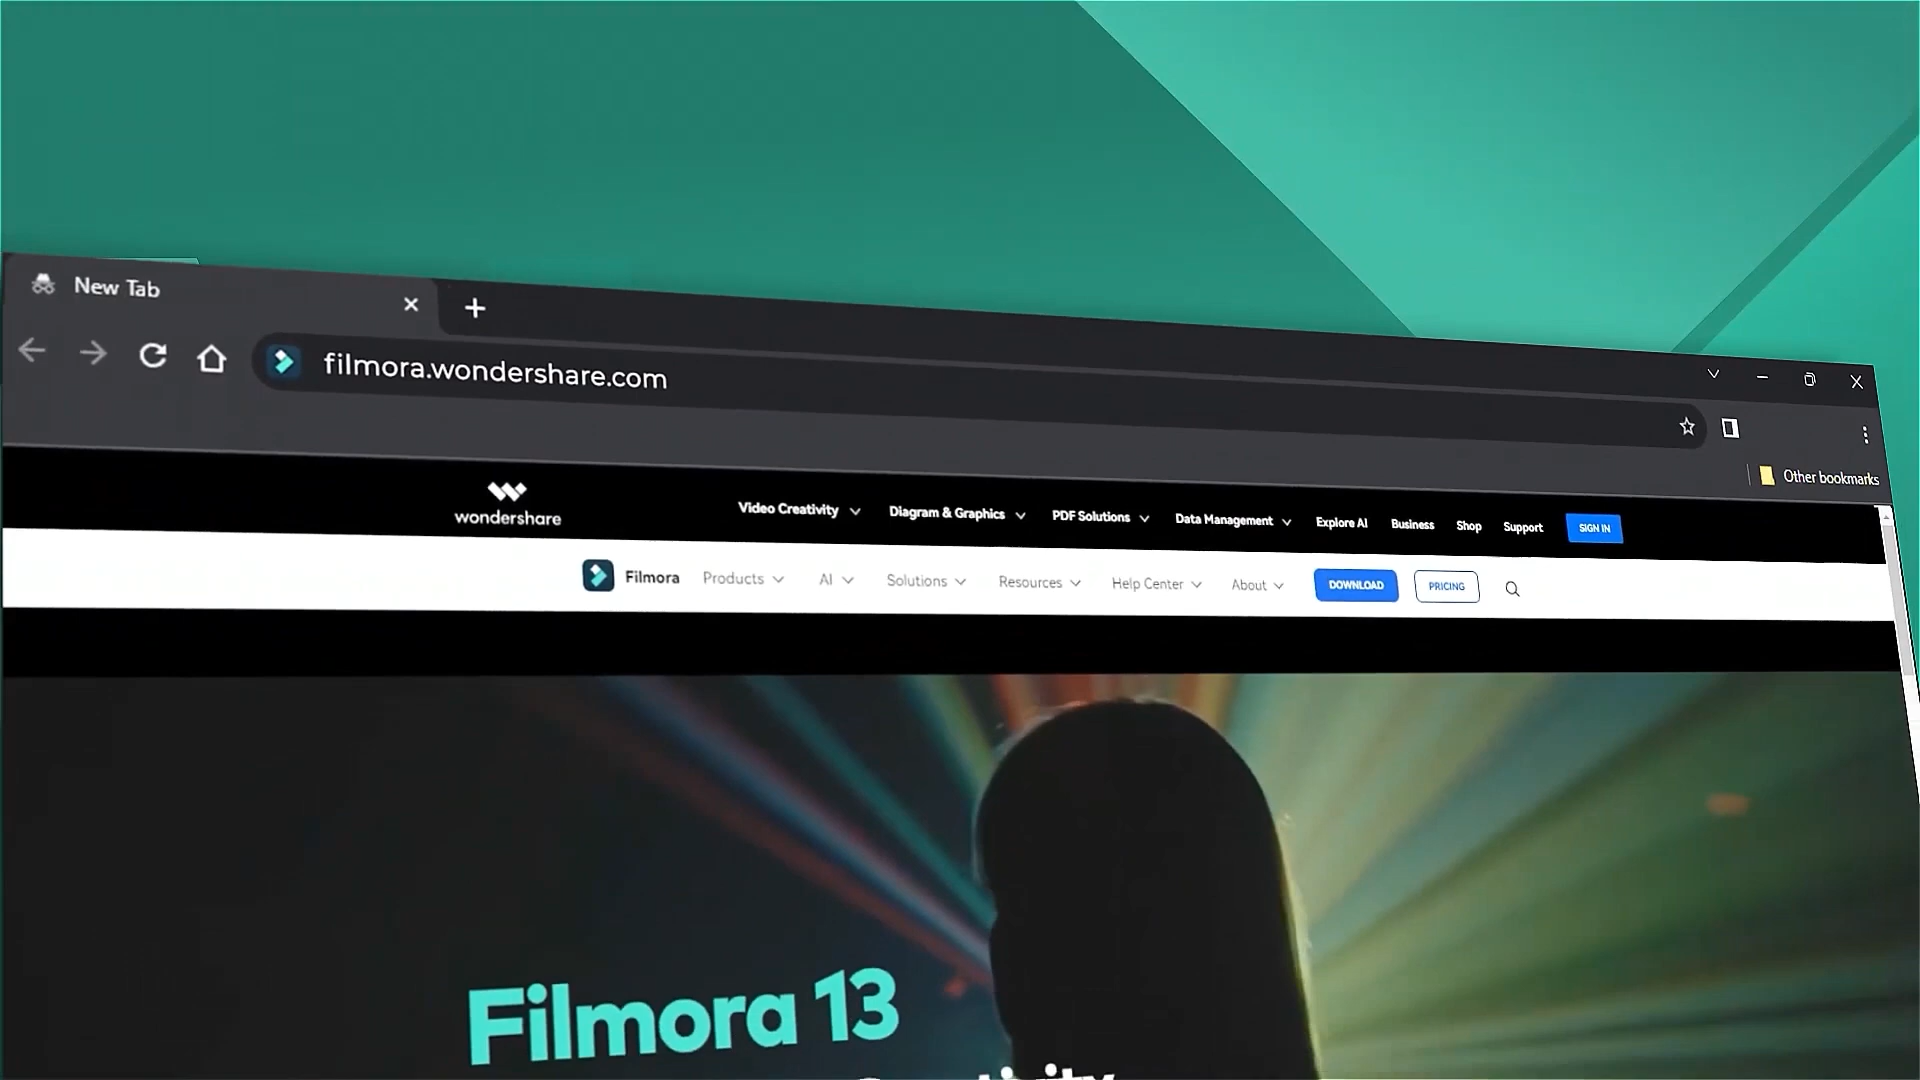 New Tab
filmora.wondershare.com
Other bookmarks
wondershare
Video Creativity Diagram & Graphics PDF Solutions Data Management Explore AI Business Shop Support SIGN IN
Filmora Products AI Solutions Resources Help Center About DOWNLOAD PRICING
Filmora 13